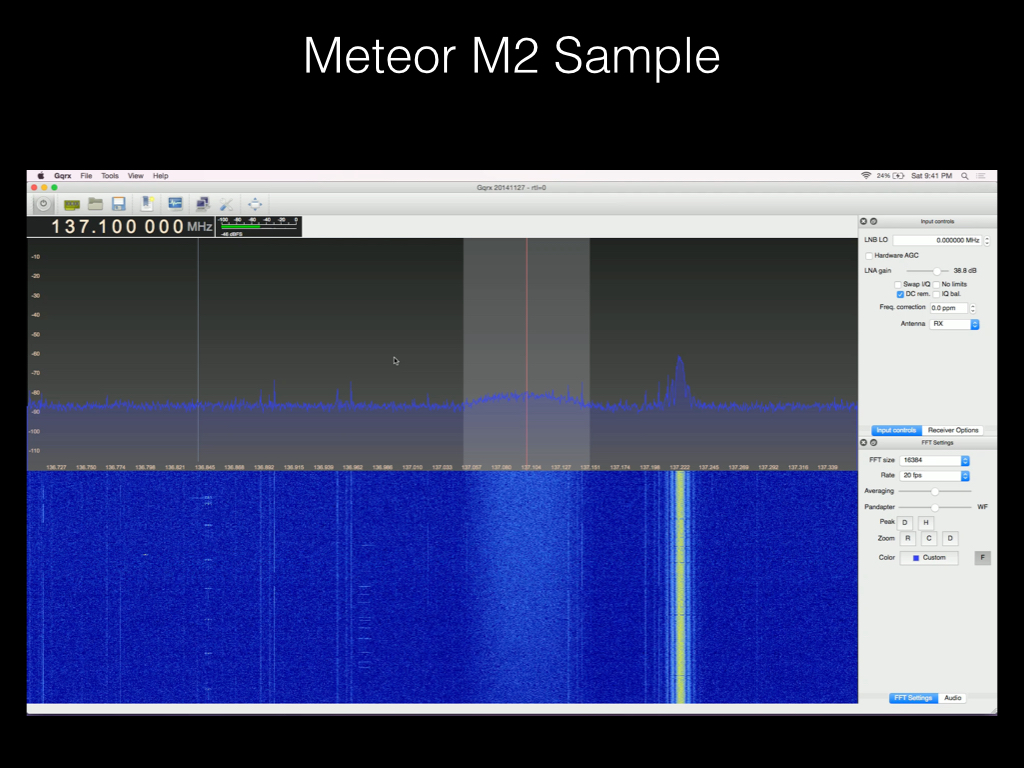 Meteor M2 Sample
Gqrx File Tools View Help 24% Sat 9:41 PM
Gqrx 20141127 - rtl=0
137.100 000 MHz
-100 -80 -60 -40 -20 0
-46 dBFS
Input controls
LNB LO 0.000000 MHz
Hardware AGC
LNA gain 38.8 dB
Swap I/Q No limits
DC rem. IQ bal.
Freq. correction 0.0 ppm
Antenna RX
-10
-20
-30
-40
-50
-60
-70
-80
-90
-100
-110
Input controls Receiver Options
FFT Settings
136.727 136.750 136.774 136.798 136.821 136.845 136.868 136.892 136.915 136.939 136.962 136.986 137.010 137.033 137.057 137.080 137.104 137.127 137.151 137.174 137.198 137.222 137.245 137.269 137.292 137.316 137.339
FFT size 16384
Rate 20 fps
Averaging
Pandapter WF
Peak D H
Zoom R C D
Color Custom F
FFT Settings Audio